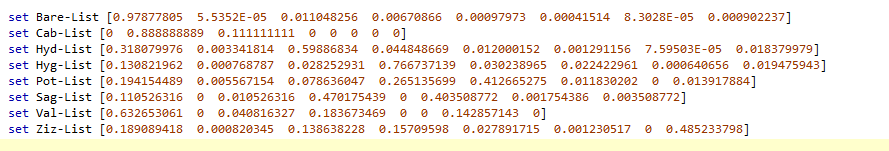 set Bare-List [0.97877805  5.5352E-05  0.011048256  0.00670866  0.00097973  0.00041514  8.3028E-05  0.000902237]
set Cab-List [0  0.888888889  0.111111111  0  0  0  0  0]
set Hyd-List [0.318079976  0.003341814  0.59886834  0.044848669  0.012000152  0.001291156  7.59503E-05  0.018379979]
set Hyg-List [0.130821962  0.000768787  0.028252931  0.766737139  0.030238965  0.022422961  0.000640656  0.019475943]
set Pot-List [0.194154489  0.005567154  0.078636047  0.265135699  0.412665275  0.011830202  0  0.013917884]
set Sag-List [0.110526316  0  0.010526316  0.470175439  0  0.403508772  0.001754386  0.003508772]
set Val-List [0.632653061  0  0.040816327  0.183673469  0  0  0.142857143  0]
set Ziz-List [0.189089418  0.000820345  0.138638228  0.15709598  0.027891715  0.001230517  0  0.485233798]